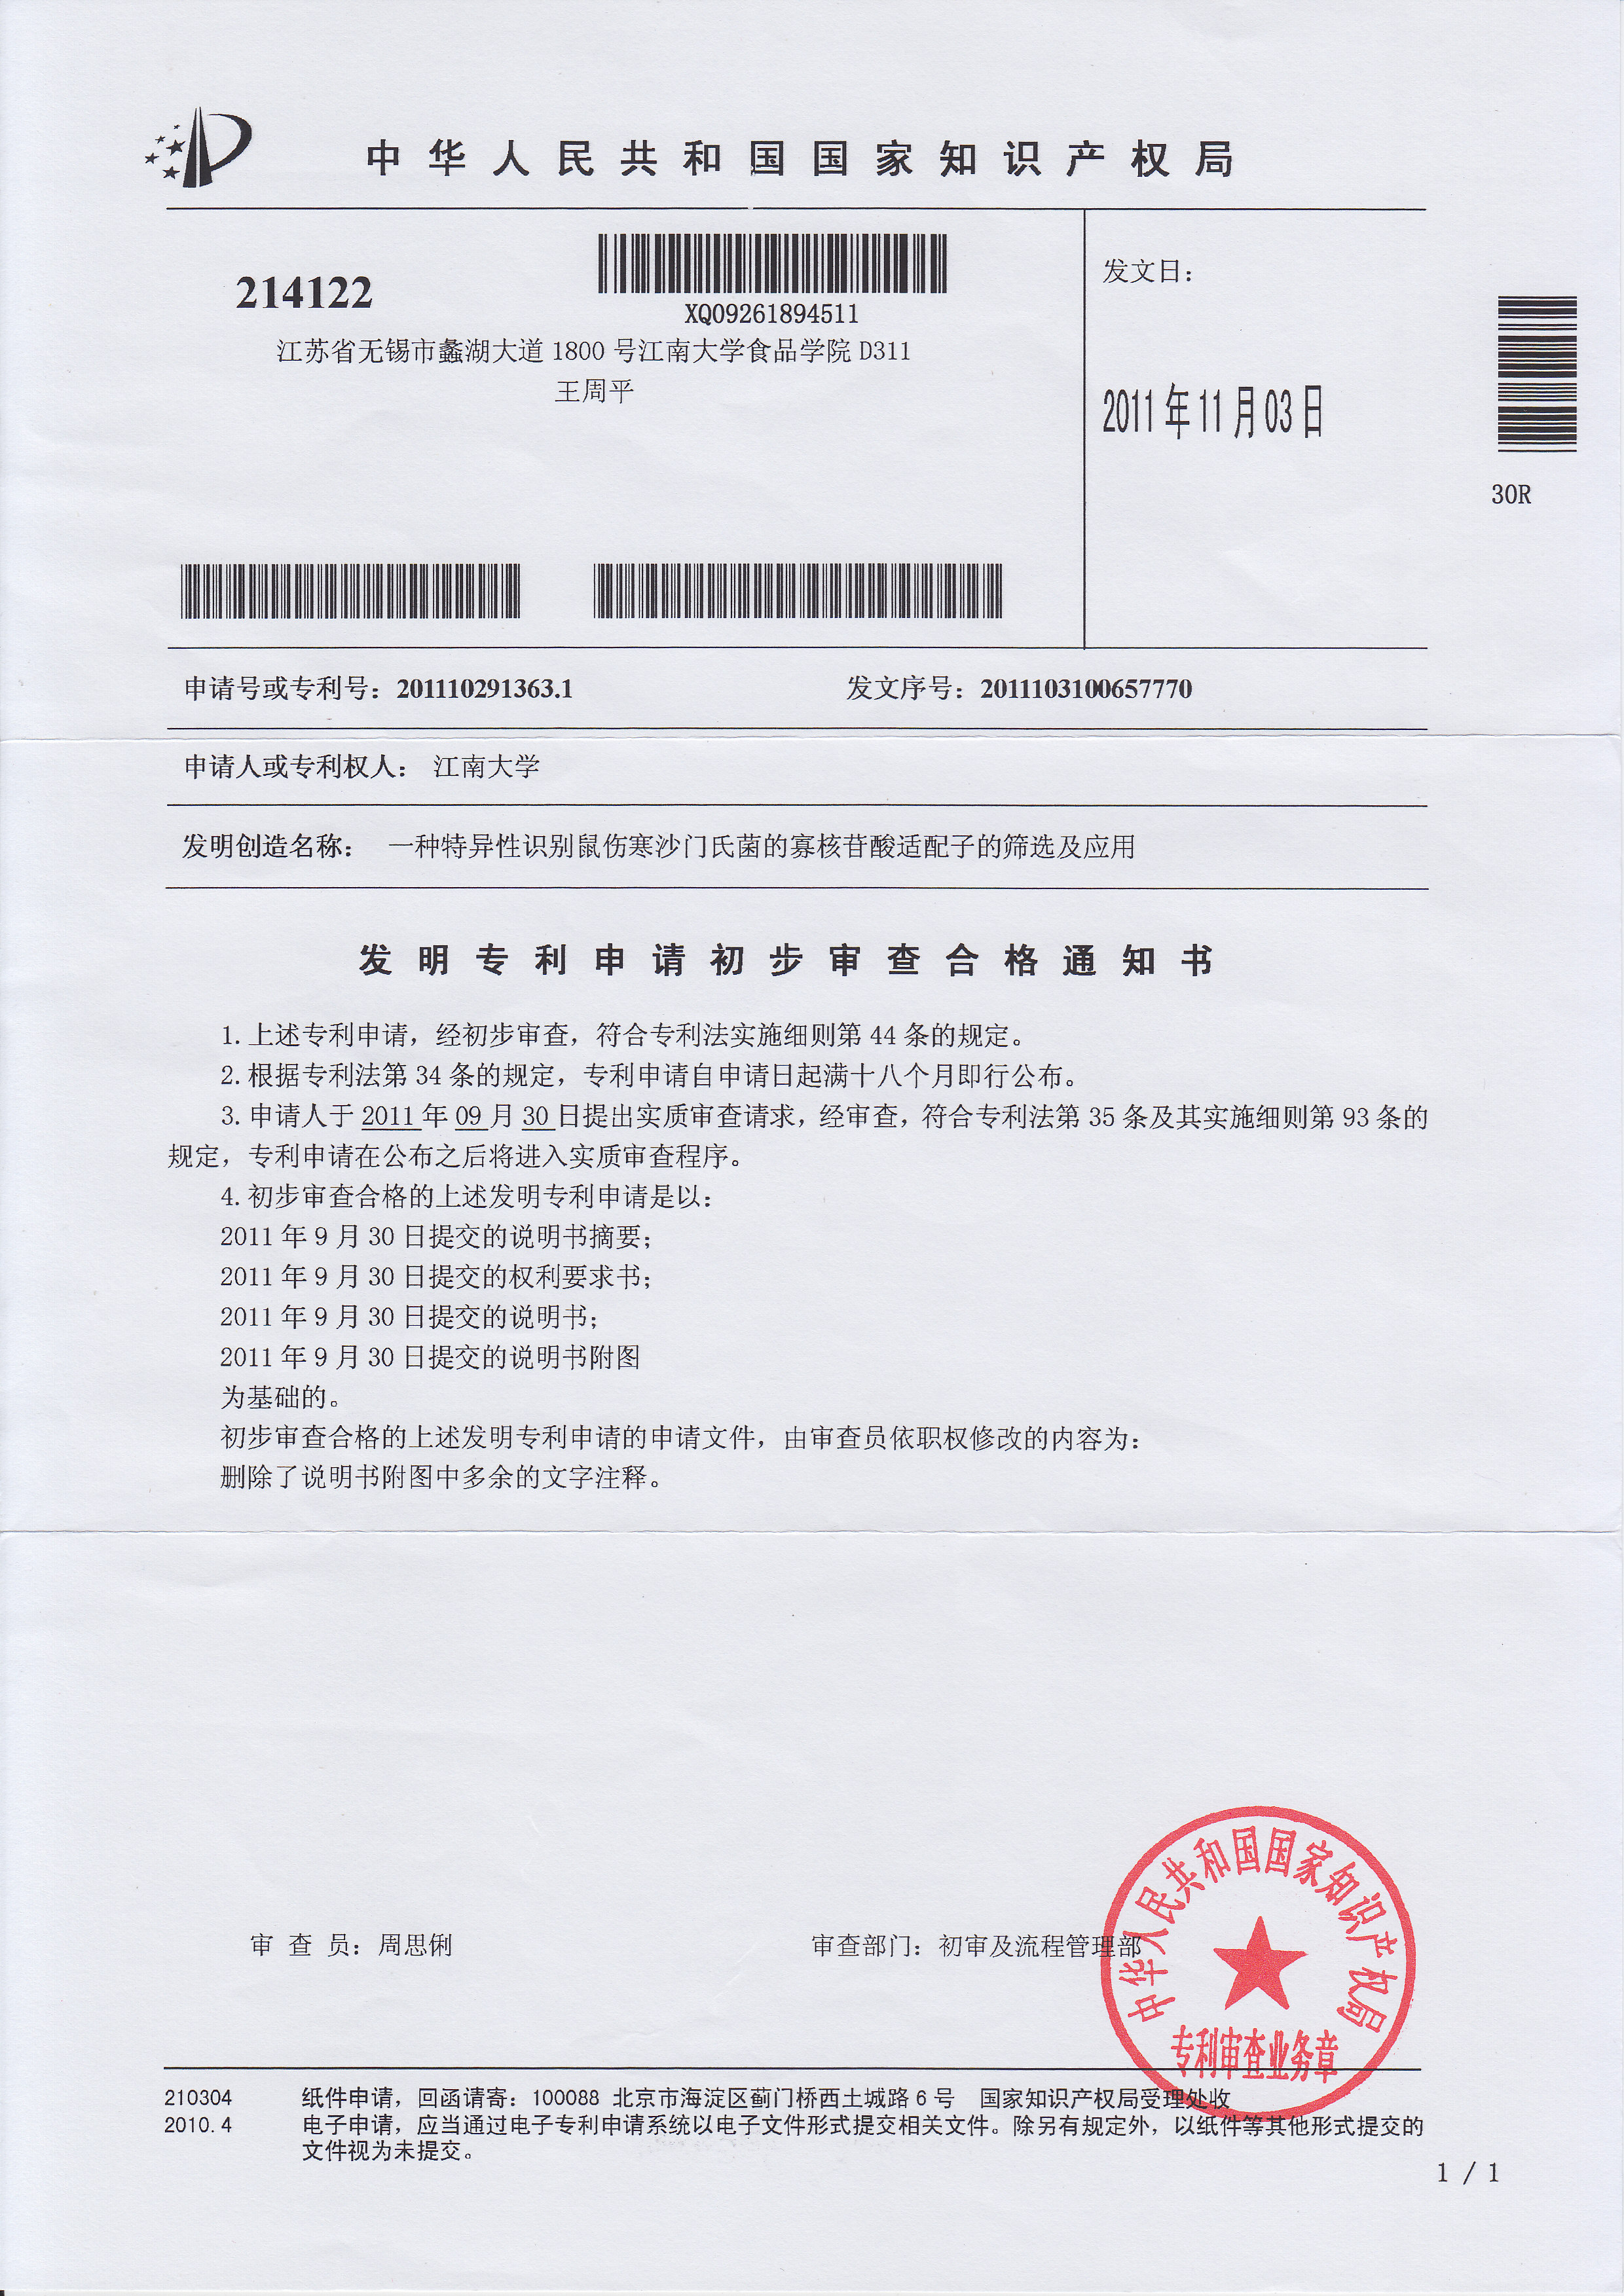 中华人民共和国国家知识产权局
214122
XQ09261894511
江苏省无锡市蠡湖大道 1800 号江南大学食品学院 D311
王周平
发文日：
2011 年 11 月 03 日
30R
申请号或专利号：201110291363.1
发文序号：2011103100657770
申请人或专利权人： 江南大学
发明创造名称： 一种特异性识别鼠伤寒沙门氏菌的寡核苷酸适配子的筛选及应用
发明专利申请初步审查合格通知书
1.上述专利申请，经初步审查，符合专利法实施细则第 44 条的规定。
2.根据专利法第 34 条的规定，专利申请自申请日起满十八个月即行公布。
3.申请人于 2011 年 09 月 30 日提出实质审查请求，经审查，符合专利法第 35 条及其实施细则第 93 条的
规定，专利申请在公布之后将进入实质审查程序。
4.初步审查合格的上述发明专利申请是以：
2011 年 9 月 30 日提交的说明书摘要；
2011 年 9 月 30 日提交的权利要求书；
2011 年 9 月 30 日提交的说明书；
2011 年 9 月 30 日提交的说明书附图
为基础的。
初步审查合格的上述发明专利申请的申请文件，由审查员依职权修改的内容为：
删除了说明书附图中多余的文字注释。
审 查 员：周思俐
审查部门：初审及流程管理部
中华人民共和国国家知识产权局
专利审查业务章
210304 纸件申请，回函请寄：100088 北京市海淀区蓟门桥西土城路 6 号 国家知识产权局受理处收
2010.4 电子申请，应当通过电子专利申请系统以电子文件形式提交相关文件。除另有规定外，以纸件等其他形式提交的
文件视为未提交。
1 / 1